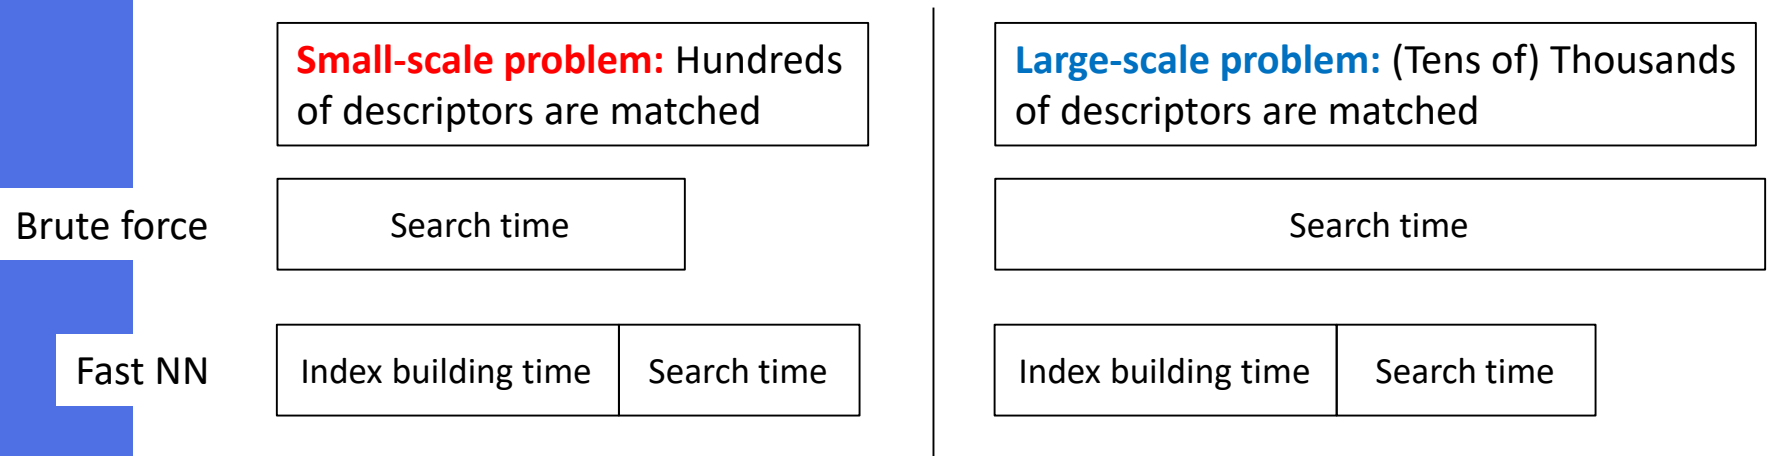 Small-scale problem: Hundreds
of descriptors are matched
Large-scale problem: (Tens of) Thousands
of descriptors are matched
Brute force
Search time
Search time
Fast NN
Index building time
Search time
Index building time
Search time